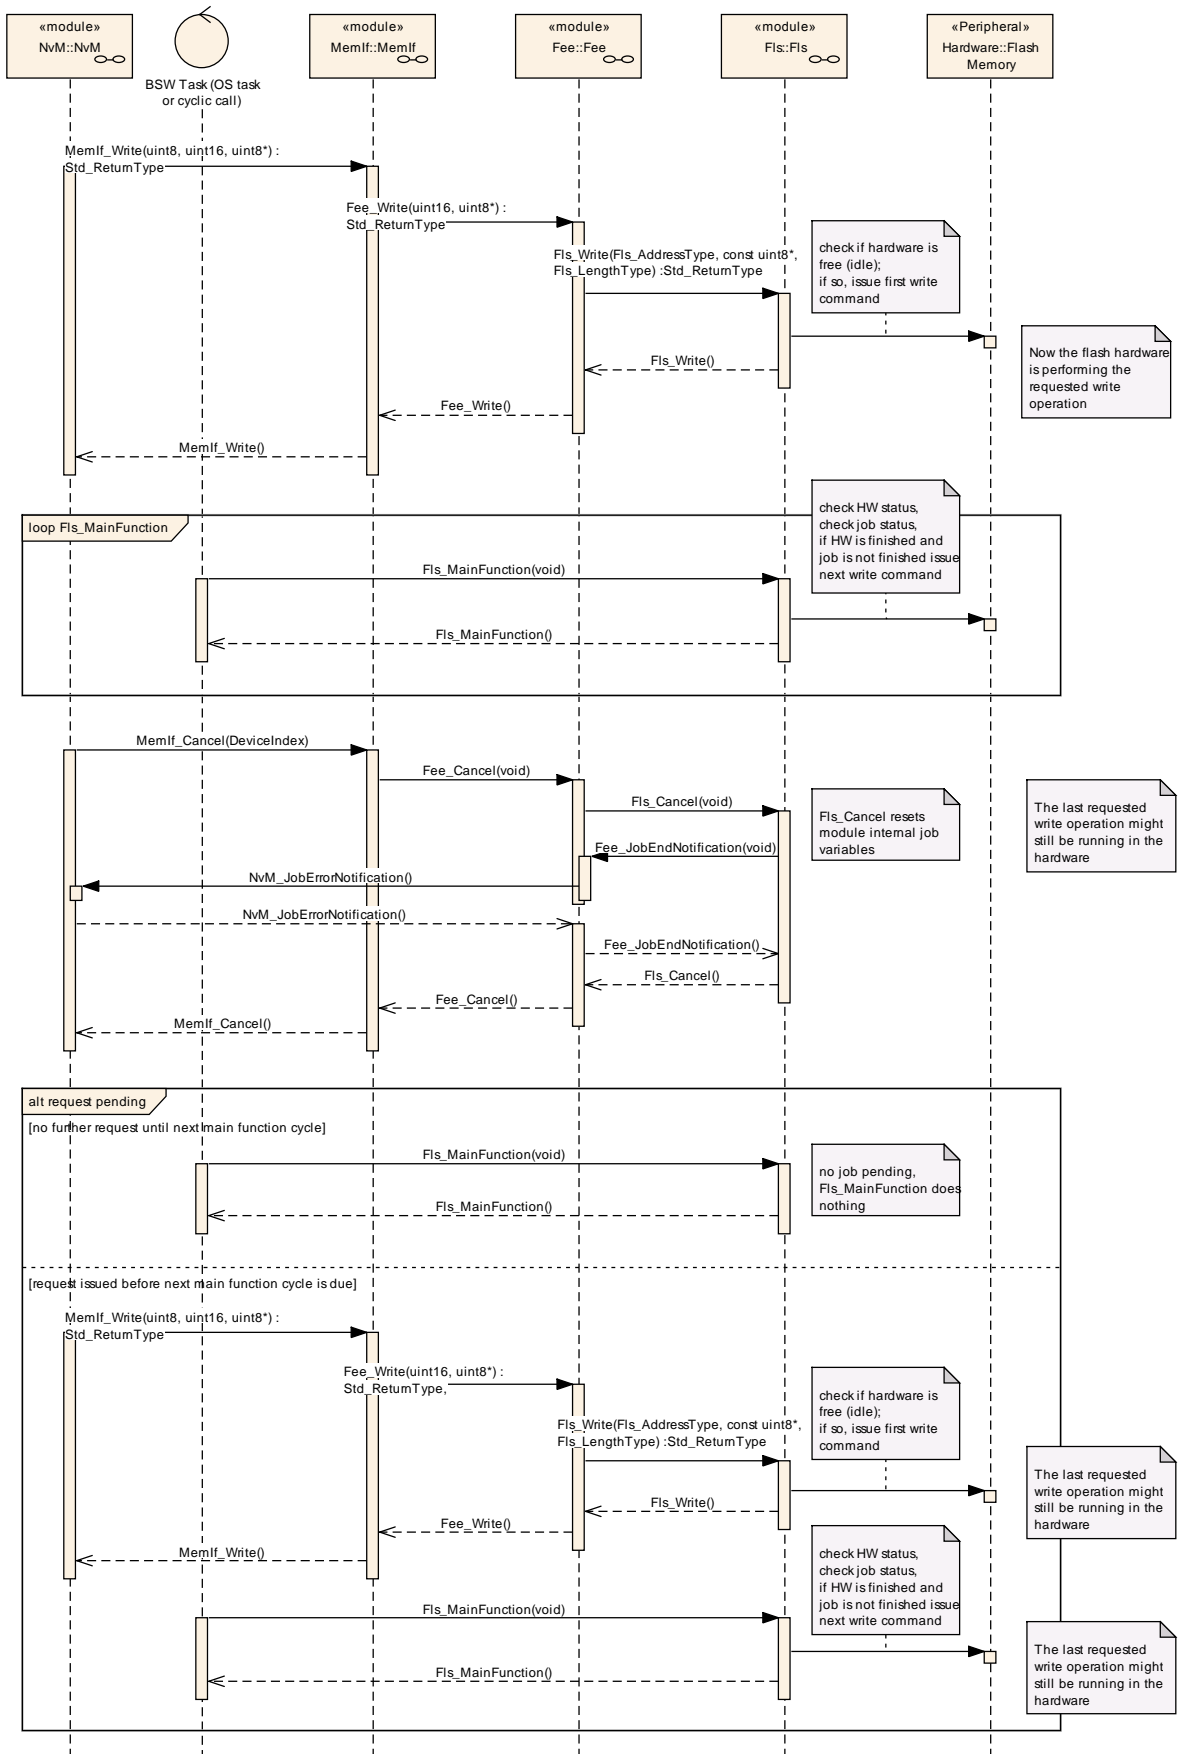 «module»
NvM::NvM
BSW Task (OS task
or cyclic call)
«module»
MemIf::MemIf
«module»
Fee::Fee
«module»
Fls::Fls
«Peripheral»
Hardware::Flash
Memory
MemIf_Write(uint8, uint16, uint8*) :
Std_ReturnType
Fee_Write(uint16, uint8*) :
Std_ReturnType
Fls_Write(Fls_AddressType, const uint8*,
Fls_LengthType) :Std_ReturnType
check if hardware is
free (idle);
if so, issue first write
command
Now the flash hardware
is performing the
requested write
operation
Fls_Write()
Fee_Write()
MemIf_Write()
loop Fls_MainFunction
check HW status,
check job status,
if HW is finished and
job is not finished issue
next write command
Fls_MainFunction(void)
Fls_MainFunction()
MemIf_Cancel(DeviceIndex)
Fee_Cancel(void)
Fls_Cancel(void)
Fls_Cancel resets
module internal job
variables
The last requested
write operation might
still be running in the
hardware
Fee_JobEndNotification(void)
NvM_JobErrorNotification()
NvM_JobErrorNotification()
Fee_JobEndNotification()
Fls_Cancel()
Fee_Cancel()
MemIf_Cancel()
alt request pending
[no further request until next main function cycle]
Fls_MainFunction(void)
no job pending,
Fls_MainFunction does
nothing
Fls_MainFunction()
[request issued before next main function cycle is due]
MemIf_Write(uint8, uint16, uint8*) :
Std_ReturnType
Fee_Write(uint16, uint8*) :
Std_ReturnType,
Fls_Write(Fls_AddressType, const uint8*,
Fls_LengthType) :Std_ReturnType
check if hardware is
free (idle);
if so, issue first write
command
The last requested
write operation might
still be running in the
hardware
Fls_Write()
Fee_Write()
MemIf_Write()
check HW status,
check job status,
if HW is finished and
job is not finished issue
next write command
Fls_MainFunction(void)
The last requested
write operation might
still be running in the
hardware
Fls_MainFunction()